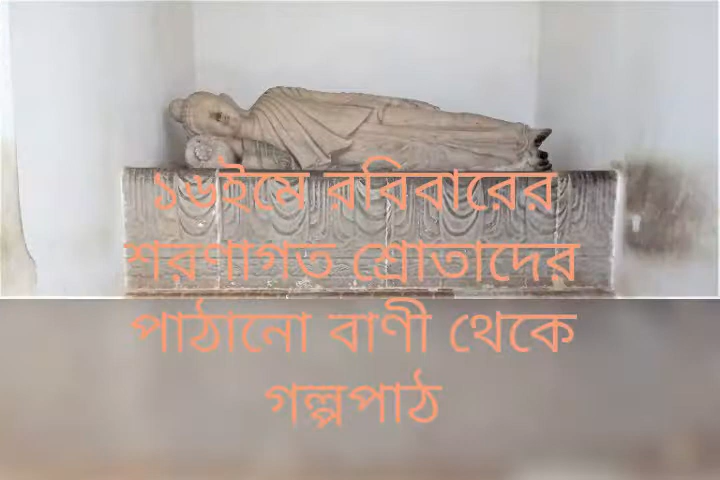 ১৬ইমে রবিবারের
শরণাগত শ্রোতাদের
পাঠানো বাণী থেকে
গল্পপাঠ